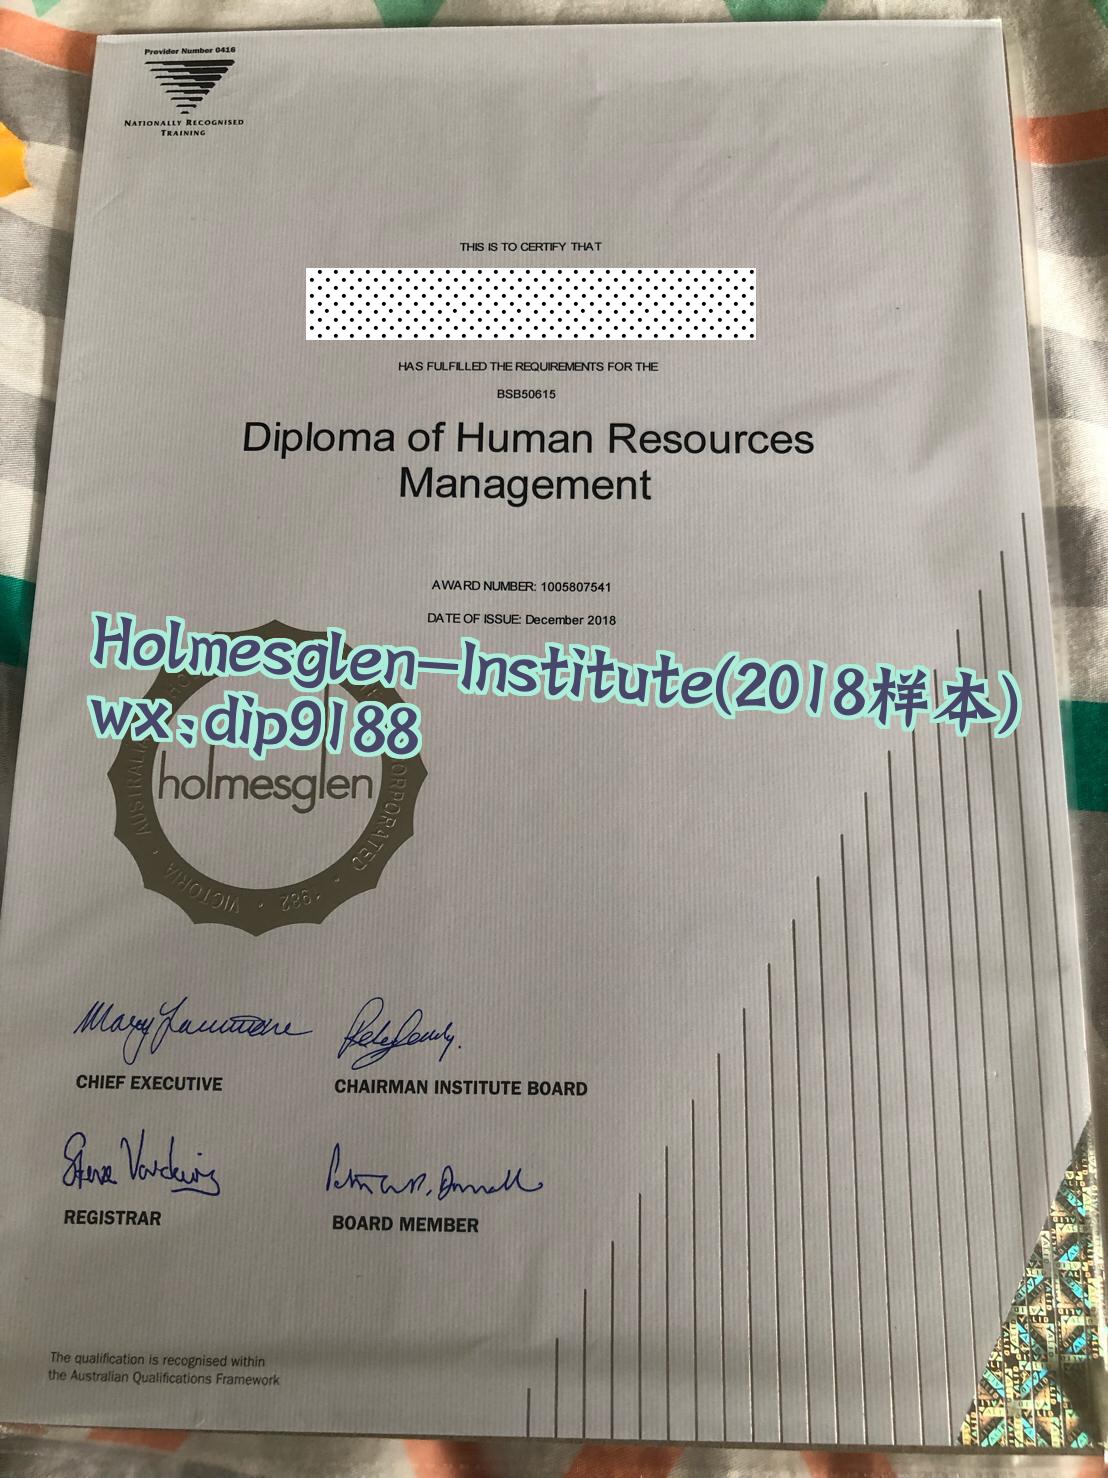 Provider Number 0416
NATIONALLY RECOGNISED
TRAINING
THIS IS TO CERTIFY THAT
HAS FULFILLED THE REQUIREMENTS FOR THE
BSB50615
Diploma of Human Resources
Management
AWARD NUMBER: 1005807541
DATE OF ISSUE: December 2018
Holmesglen-Institute(2018样本)
wx:dip9188
holmesglen
VICTORIA · 1982
CHIEF EXECUTIVE
CHAIRMAN INSTITUTE BOARD
REGISTRAR
BOARD MEMBER
The qualification is recognised within
the Australian Qualifications Framework